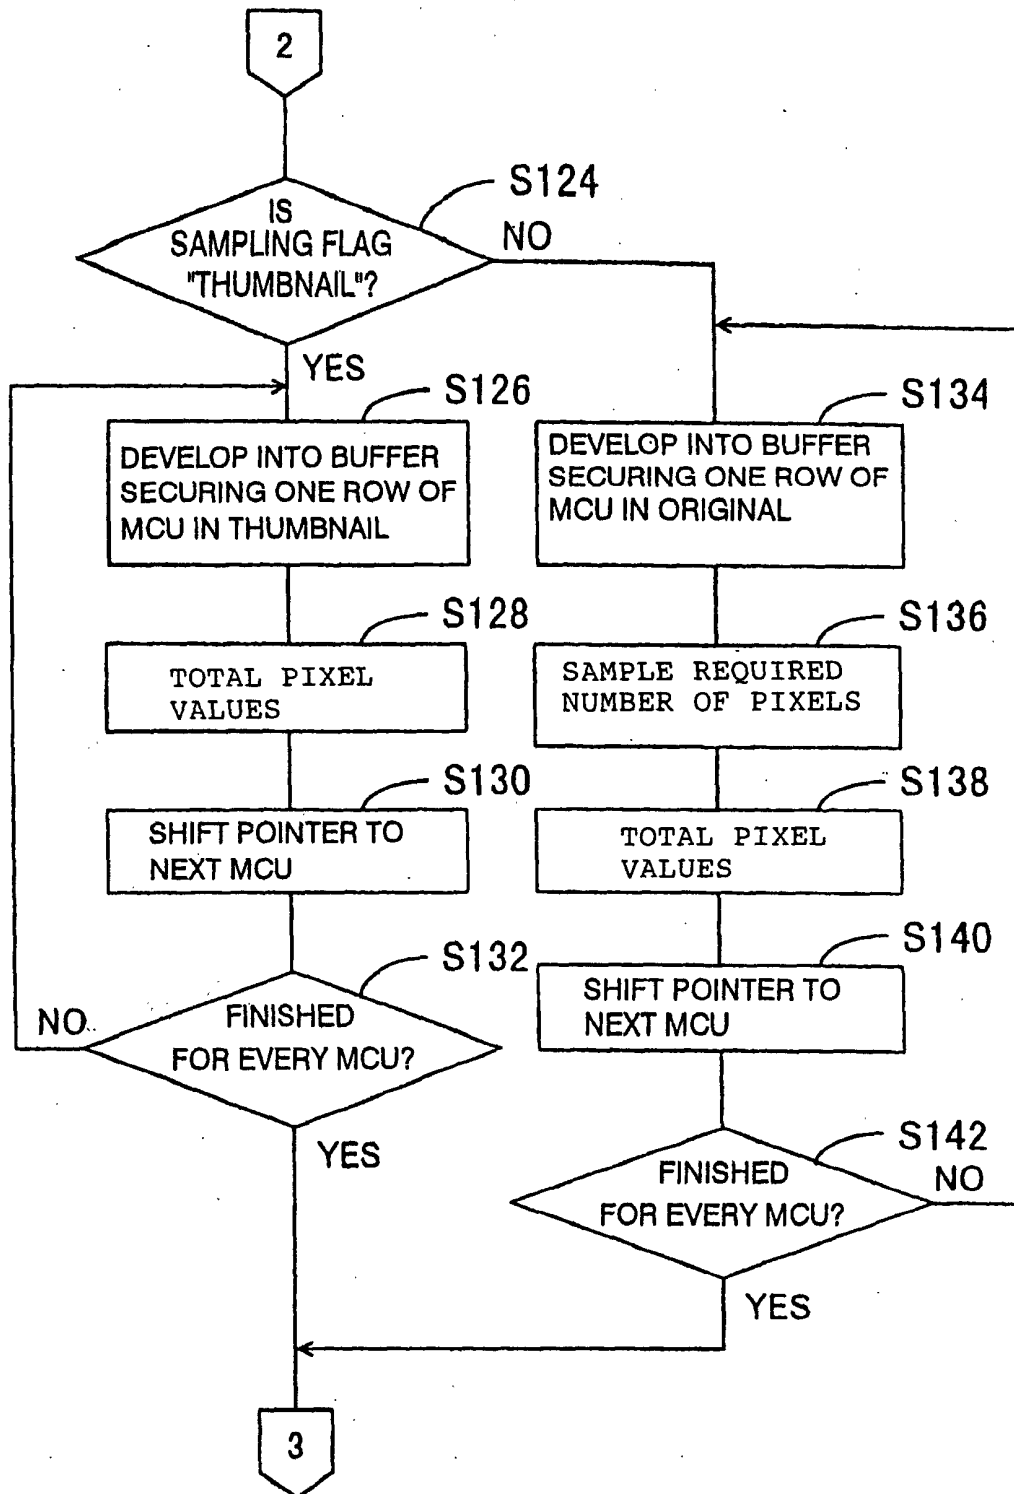 2
S124
IS
SAMPLING FLAG
"THUMBNAIL"?
NO
YES
S126
DEVELOP INTO BUFFER
SECURING ONE ROW OF
MCU IN THUMBNAIL
S128
TOTAL PIXEL
VALUES
S130
SHIFT POINTER TO
NEXT MCU
S132
FINISHED
FOR EVERY MCU?
NO
YES
S134
DEVELOP INTO BUFFER
SECURING ONE ROW OF
MCU IN ORIGINAL
S136
SAMPLE REQUIRED
NUMBER OF PIXELS
S138
TOTAL PIXEL
VALUES
S140
SHIFT POINTER TO
NEXT MCU
S142
FINISHED
FOR EVERY MCU?
NO
YES
3